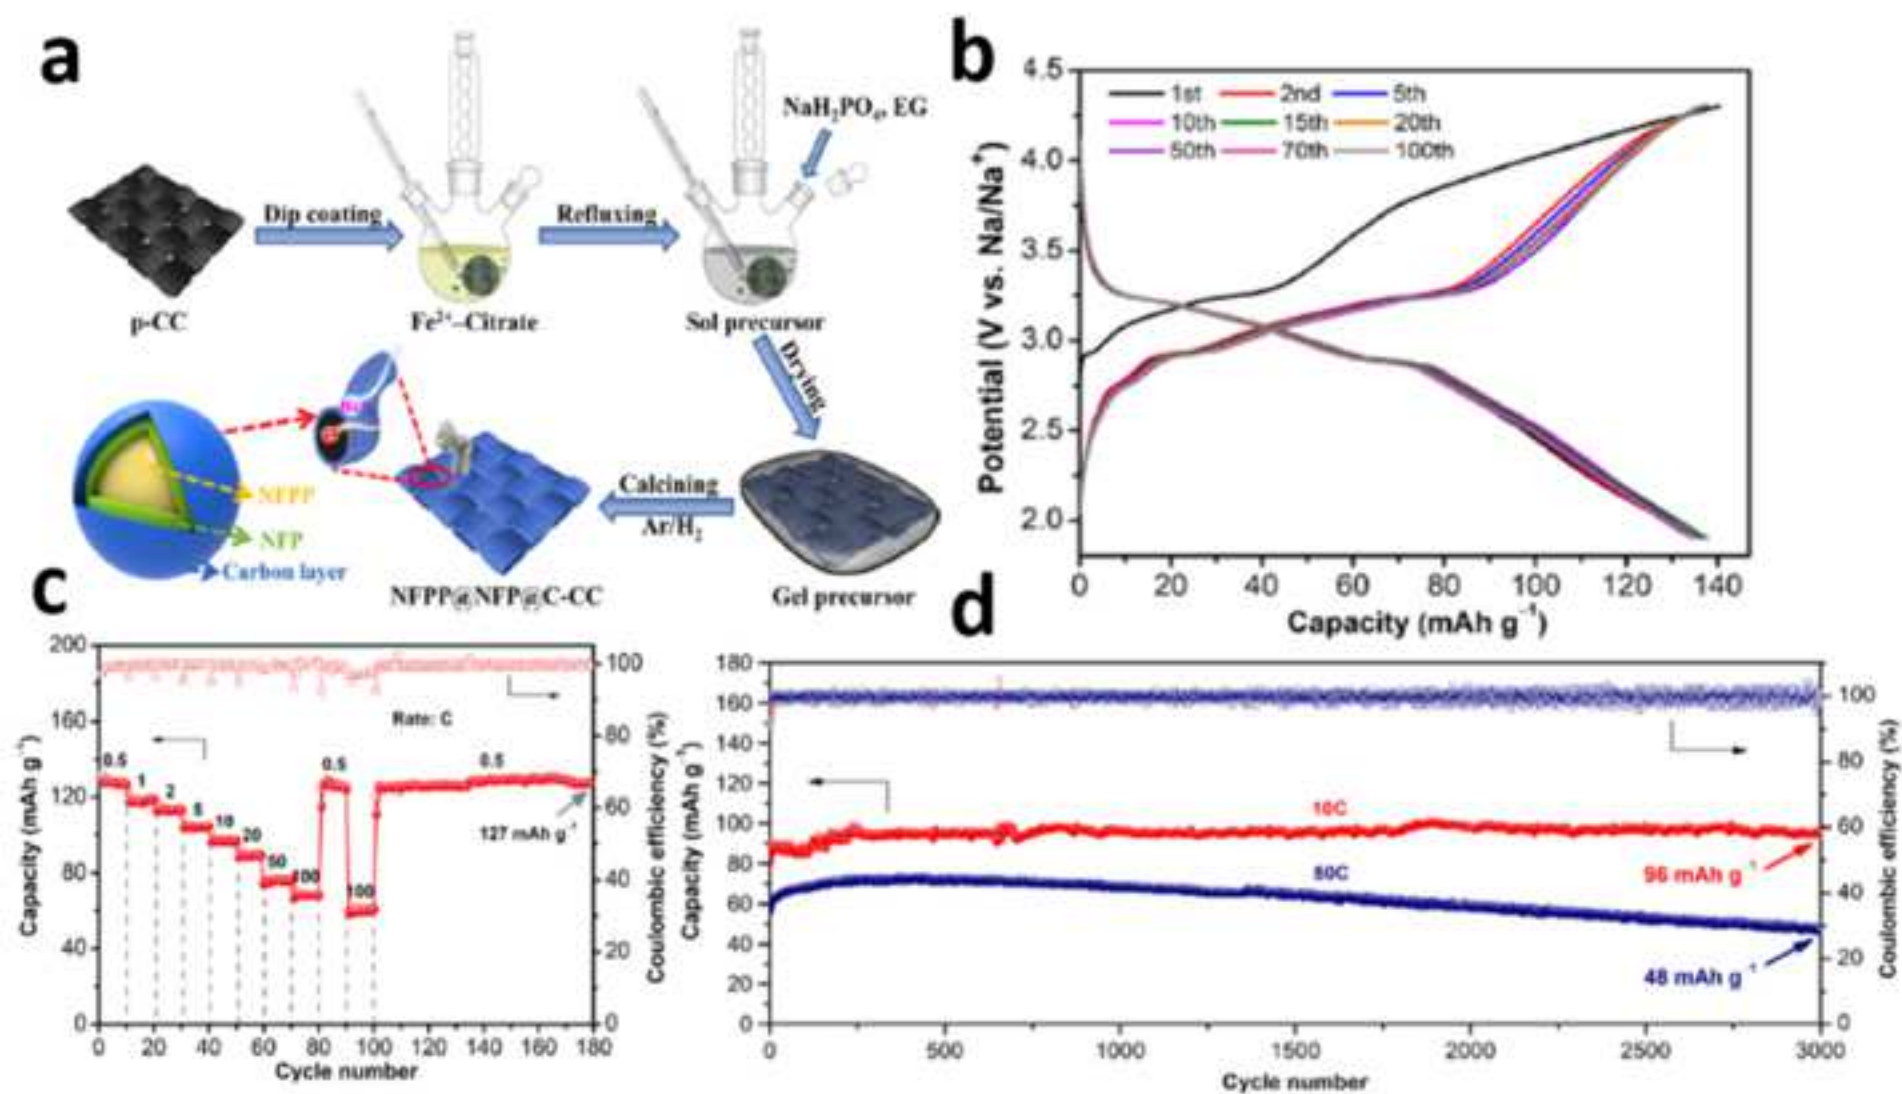 a
NaH₂PO₄, EG
Dip coating
Refluxing
p-CC
Fe²⁺–Citrate
Sol precursor
Drying
NFPP
NFP
Carbon layer
Calcining
Ar/H₂
NFPP@NFP@C-CC
Gel precursor
b
4.5
4.0
3.5
3.0
2.5
2.0
Potential (V vs. Na/Na⁺)
1st 2nd 5th
10th 15th 20th
50th 70th 100th
0 20 40 60 80 100 120 140
Capacity (mAh g⁻¹)
c
200
160
120
80
40
0
Capacity (mAh g⁻¹)
Rate: C
0.5
1
2
5
10
20
50
100
0.5
100
0.5
127 mAh g⁻¹
100
80
60
40
20
0
Coulombic efficiency (%)
0 20 40 60 80 100 120 140 160 180
Cycle number
d
180
160
140
120
100
80
60
40
20
0
Capacity (mAh g⁻¹)
10C
96 mAh g⁻¹
48 mAh g⁻¹
100
80
60
40
20
0
Coulombic efficiency (%)
0 500 1000 1500 2000 2500 3000
Cycle number